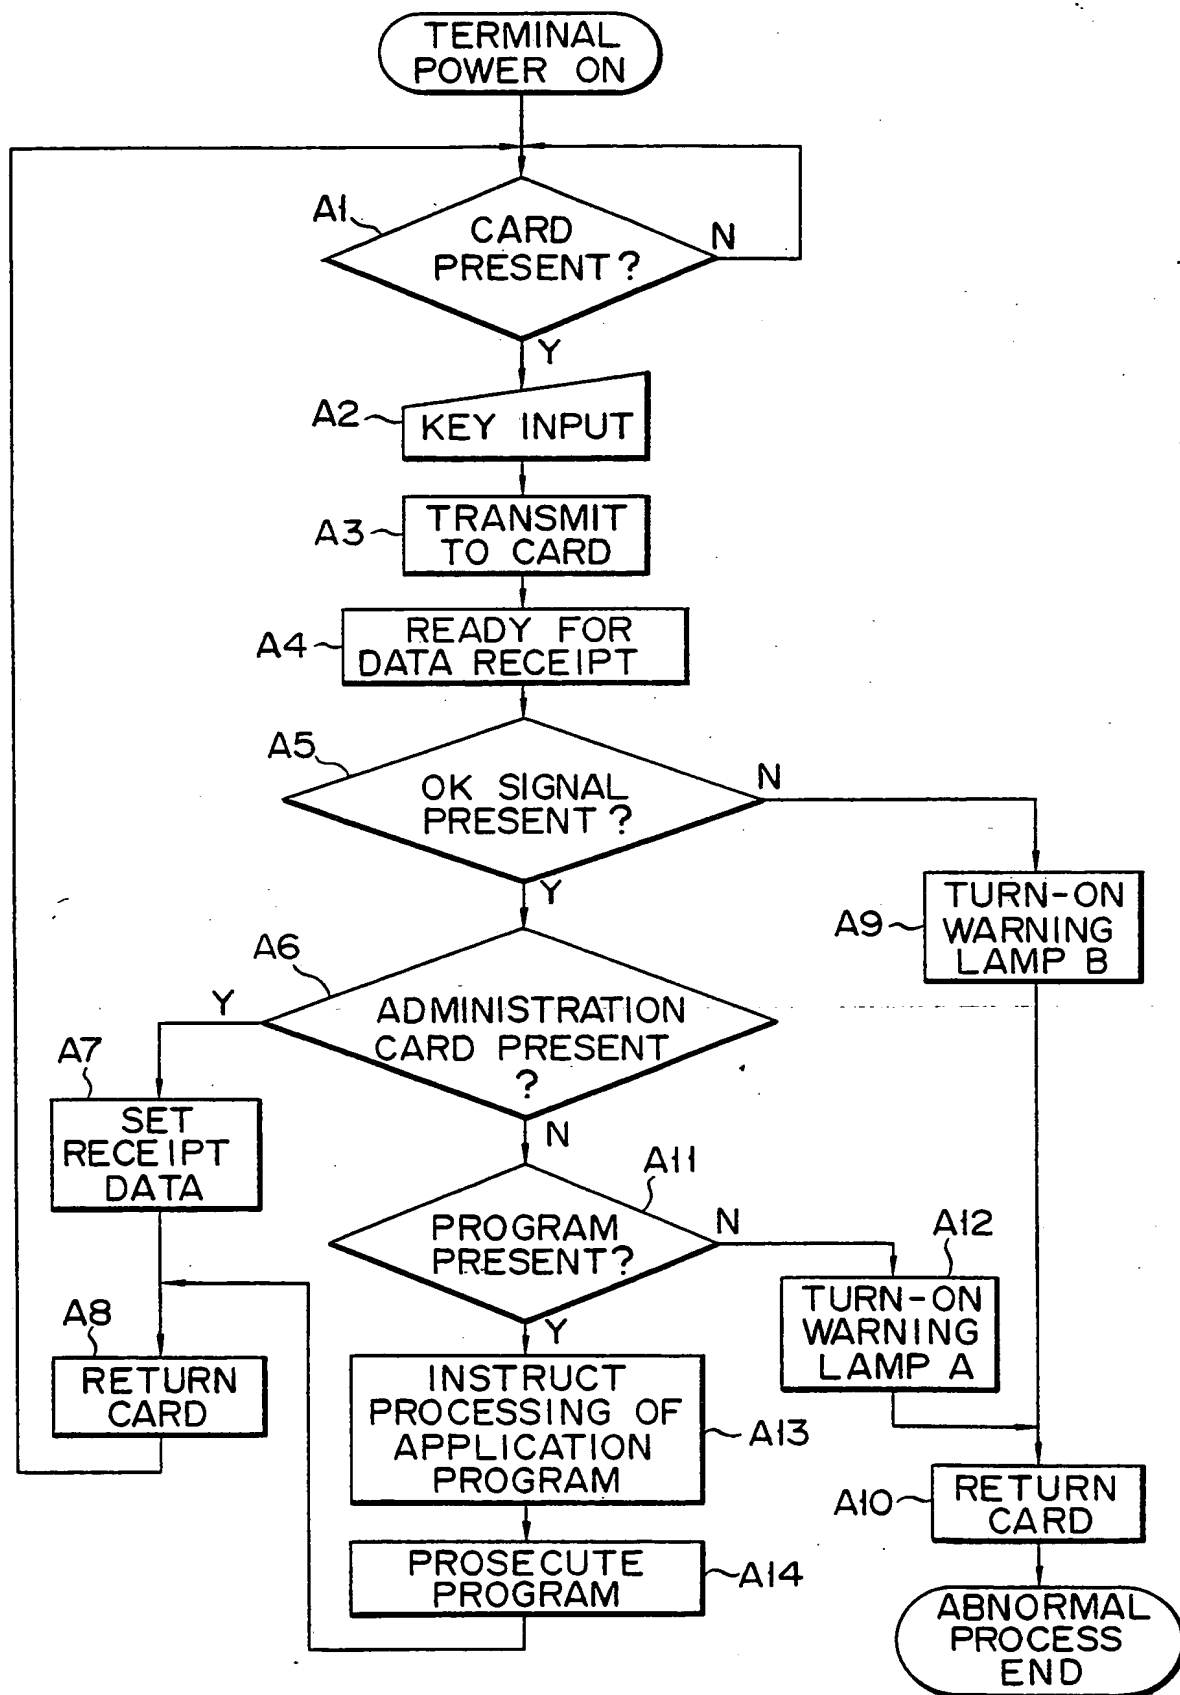 TERMINAL
POWER ON
A1
CARD
PRESENT?
N
Y
A2
KEY INPUT
A3
TRANSMIT
TO CARD
A4
READY FOR
DATA RECEIPT
A5
OK SIGNAL
PRESENT?
N
Y
A9
TURN-ON
WARNING
LAMP B
A6
Y
ADMINISTRATION
CARD PRESENT
?
N
A7
SET
RECEIPT
DATA
A11
PROGRAM
PRESENT?
N
Y
A12
TURN-ON
WARNING
LAMP A
A8
RETURN
CARD
INSTRUCT
PROCESSING OF
APPLICATION
PROGRAM
A13
A10
RETURN
CARD
PROSECUTE
PROGRAM
A14
ABNORMAL
PROCESS
END